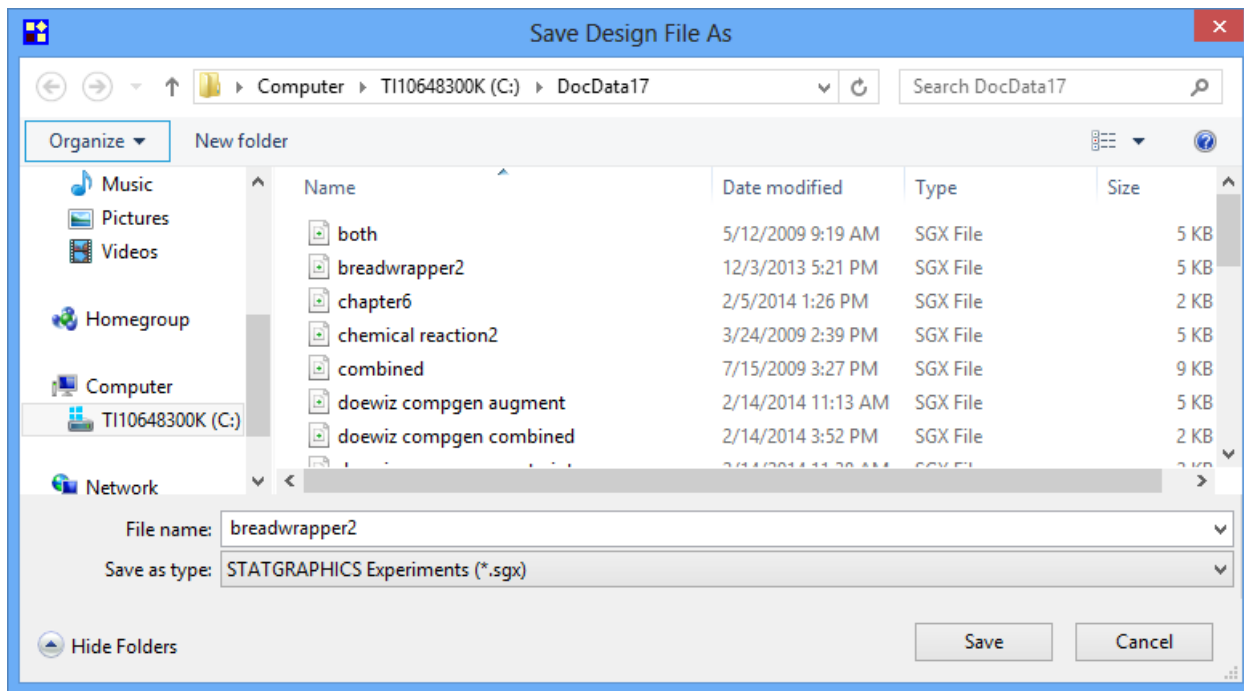 Save Design File As
Computer TI10648300K (C:) DocData17 Search DocData17
Organize New folder
Music
Pictures
Videos
Homegroup
Computer
TI10648300K (C:)
Network
Name Date modified Type Size
both 5/12/2009 9:19 AM SGX File 5 KB
breadwrapper2 12/3/2013 5:21 PM SGX File 5 KB
chapter6 2/5/2014 1:26 PM SGX File 2 KB
chemical reaction2 3/24/2009 2:39 PM SGX File 5 KB
combined 7/15/2009 3:27 PM SGX File 9 KB
doewiz compgen augment 2/14/2014 11:13 AM SGX File 5 KB
doewiz compgen combined 2/14/2014 3:52 PM SGX File 2 KB
File name: breadwrapper2
Save as type: STATGRAPHICS Experiments (*.sgx)
Hide Folders Save Cancel